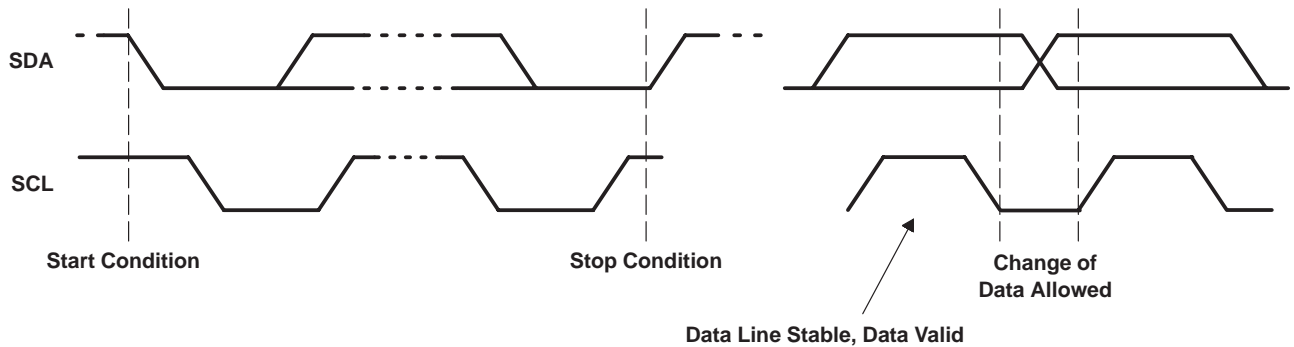 SDA
SCL
Start Condition
Stop Condition
Change of
Data Allowed
Data Line Stable, Data Valid